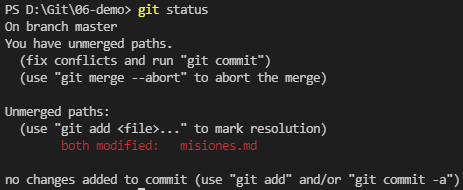 PS D:\Git\06-demo> git status
On branch master
You have unmerged paths.
  (fix conflicts and run "git commit")
  (use "git merge --abort" to abort the merge)

Unmerged paths:
  (use "git add <file>..." to mark resolution)
        both modified:   misiones.md

no changes added to commit (use "git add" and/or "git commit -a")